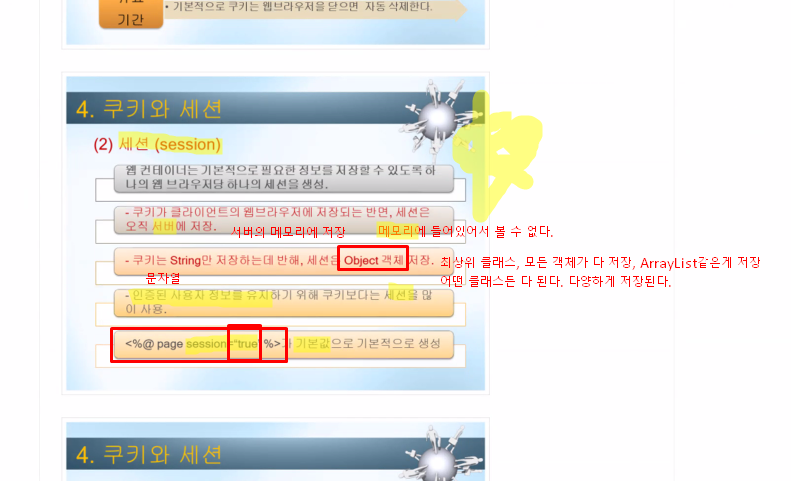 기간
• 기본적으로 쿠키는 웹브라우저를 닫으면 자동 삭제한다.
4. 쿠키와 세션
(2) 세션 (session)
웹 컨테이너는 기본적으로 필요한 정보를 저장할 수 있도록 하
나의 웹 브라우저당 하나의 세션을 생성.
- 쿠키가 클라이언트의 웹브라우저에 저장되는 반면, 세션은
오직 서버에 저장.
서버의 메모리에 저장
메모리에 들어있어서 볼 수 없다.
- 쿠키는 String만 저장하는데 반해, 세션은 Object 객체 저장.
문자열
최상위 클래스, 모든 객체가 다 저장, ArrayList같은게 저장
어떤 클래스든 다 된다. 다양하게 저장된다.
- 인증된 사용자 정보를 유지하기 위해 쿠키보다는 세션을 많
이 사용.
<%@ page session="true" %>가 기본값으로 기본적으로 생성
4. 쿠키와 세션